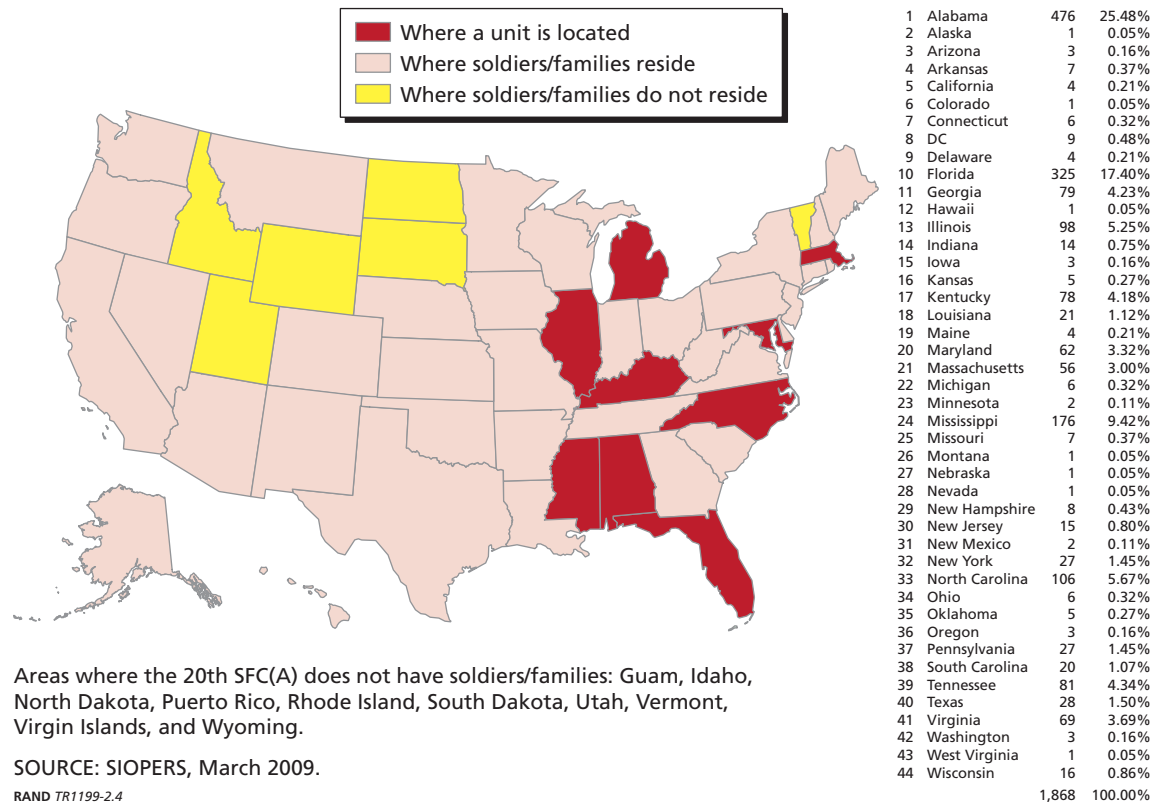 Where a unit is located
Where soldiers/families reside
Where soldiers/families do not reside
1 Alabama 476 25.48%
2 Alaska 1 0.05%
3 Arizona 3 0.16%
4 Arkansas 7 0.37%
5 California 4 0.21%
6 Colorado 1 0.05%
7 Connecticut 6 0.32%
8 DC 9 0.48%
9 Delaware 4 0.21%
10 Florida 325 17.40%
11 Georgia 79 4.23%
12 Hawaii 1 0.05%
13 Illinois 98 5.25%
14 Indiana 14 0.75%
15 Iowa 3 0.16%
16 Kansas 5 0.27%
17 Kentucky 78 4.18%
18 Louisiana 21 1.12%
19 Maine 4 0.21%
20 Maryland 62 3.32%
21 Massachusetts 56 3.00%
22 Michigan 6 0.32%
23 Minnesota 2 0.11%
24 Mississippi 176 9.42%
25 Missouri 7 0.37%
26 Montana 1 0.05%
27 Nebraska 1 0.05%
28 Nevada 1 0.05%
29 New Hampshire 8 0.43%
30 New Jersey 15 0.80%
31 New Mexico 2 0.11%
32 New York 27 1.45%
33 North Carolina 106 5.67%
34 Ohio 6 0.32%
35 Oklahoma 5 0.27%
36 Oregon 3 0.16%
37 Pennsylvania 27 1.45%
38 South Carolina 20 1.07%
39 Tennessee 81 4.34%
40 Texas 28 1.50%
41 Virginia 69 3.69%
42 Washington 3 0.16%
43 West Virginia 1 0.05%
44 Wisconsin 16 0.86%
1,868 100.00%
Areas where the 20th SFC(A) does not have soldiers/families: Guam, Idaho,
North Dakota, Puerto Rico, Rhode Island, South Dakota, Utah, Vermont,
Virgin Islands, and Wyoming.
SOURCE: SIOPERS, March 2009.
RAND TR1199-2.4